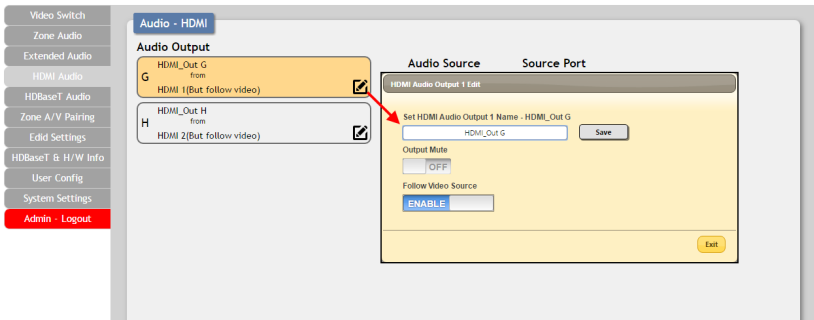 Video Switch
Zone Audio
Extended Audio
HDMI Audio
HDBaseT Audio
Zone A/V Pairing
Edid Settings
HDBaseT & H/W Info
User Config
System Settings
Admin - Logout
Audio - HDMI
Audio Output
HDMI_Out G
G
from
HDMI 1(But follow video)
HDMI_Out H
H
from
HDMI 2(But follow video)
Audio Source
Source Port
HDMI Audio Output 1 Edit
Set HDMI Audio Output 1 Name - HDMI_Out G
HDMI_Out G
Save
Output Mute
OFF
Follow Video Source
ENABLE
Exit